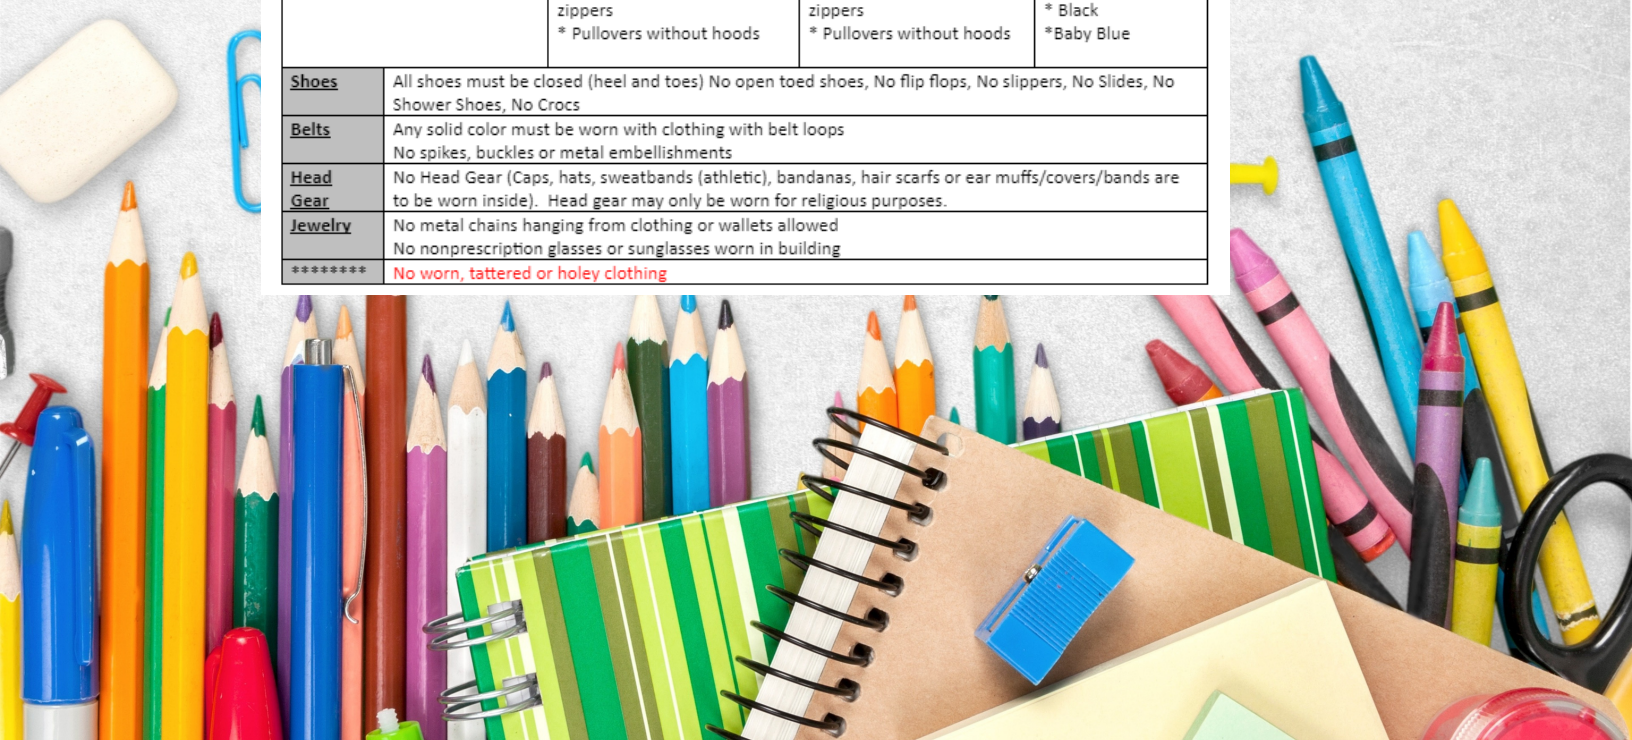 zippers
* Pullovers without hoods
zippers
* Pullovers without hoods
* Black
*Baby Blue
Shoes
All shoes must be closed (heel and toes) No open toed shoes, No flip flops, No slippers, No Slides, No
Shower Shoes, No Crocs
Belts
Any solid color must be worn with clothing with belt loops
No spikes, buckles or metal embellishments
Head
Gear
No Head Gear (Caps, hats, sweatbands (athletic), bandanas, hair scarfs or ear muffs/covers/bands are
to be worn inside).  Head gear may only be worn for religious purposes.
Jewelry
No metal chains hanging from clothing or wallets allowed
No nonprescription glasses or sunglasses worn in building
********
No worn, tattered or holey clothing